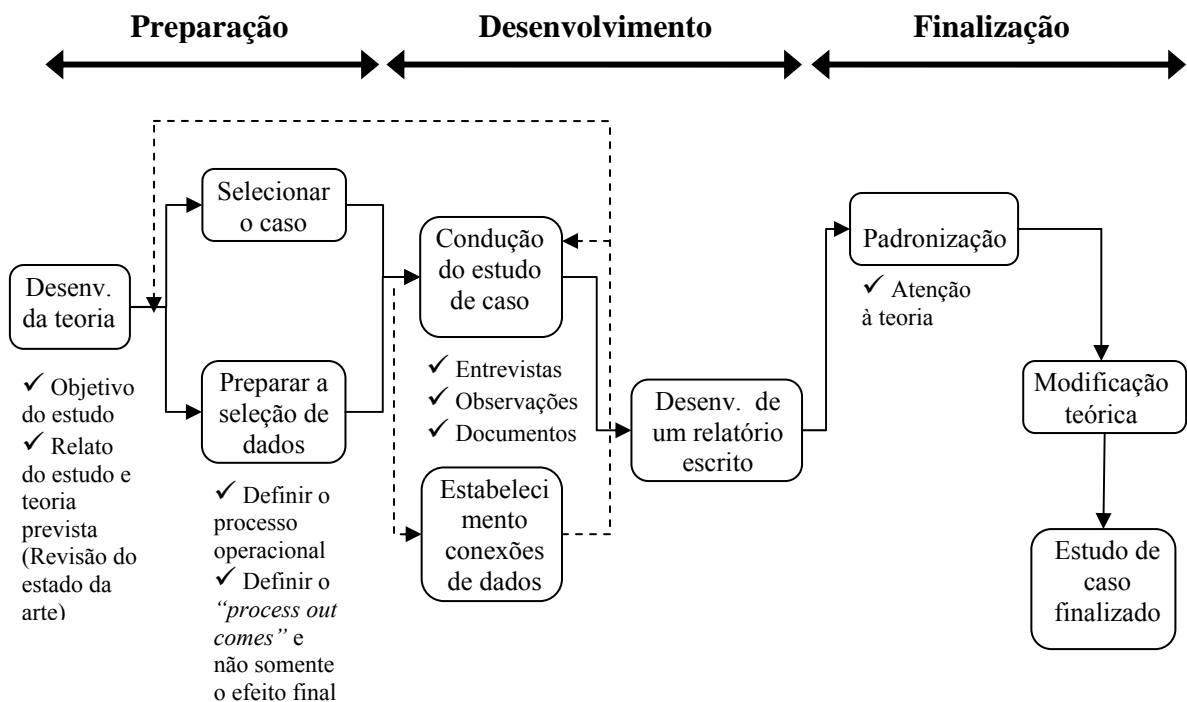 Preparação
Desenvolvimento
Finalização
Desenv.
da teoria
✓ Objetivo
do estudo
✓ Relato
do estudo e
teoria
prevista
(Revisão do
estado da
arte)
Selecionar
o caso
Preparar a
seleção de
dados
✓ Definir o
processo
operacional
✓ Definir o
“process out
comes” e
não somente
o efeito final
Condução
do estudo
de caso
✓ Entrevistas
✓ Observações
✓ Documentos
Estabeleci
mento
conexões
de dados
Desenv. de
um relatório
escrito
Padronização
✓ Atenção
à teoria
Modificação
teórica
Estudo de
caso
finalizado